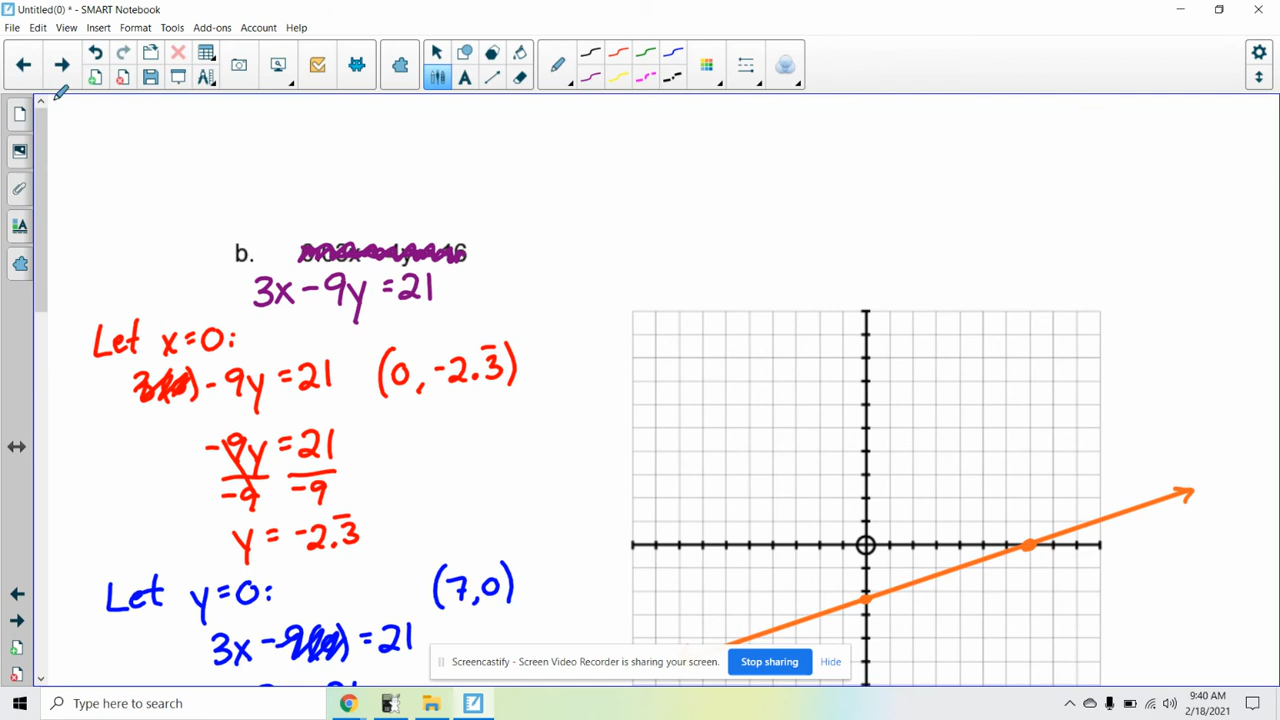 Untitled(0) * - SMART Notebook
File Edit View Insert Format Tools Add-ons Account Help
b.
3x - 9y = 21
Let x = 0:
- 9y = 21 (0, -2.3̅)
-9y = 21
-9 -9
y = -2.3̅
Let y = 0: (7,0)
3x - 9(0) = 21
Screencastify - Screen Video Recorder is sharing your screen. Stop sharing Hide
Type here to search
9:40 AM
2/18/2021